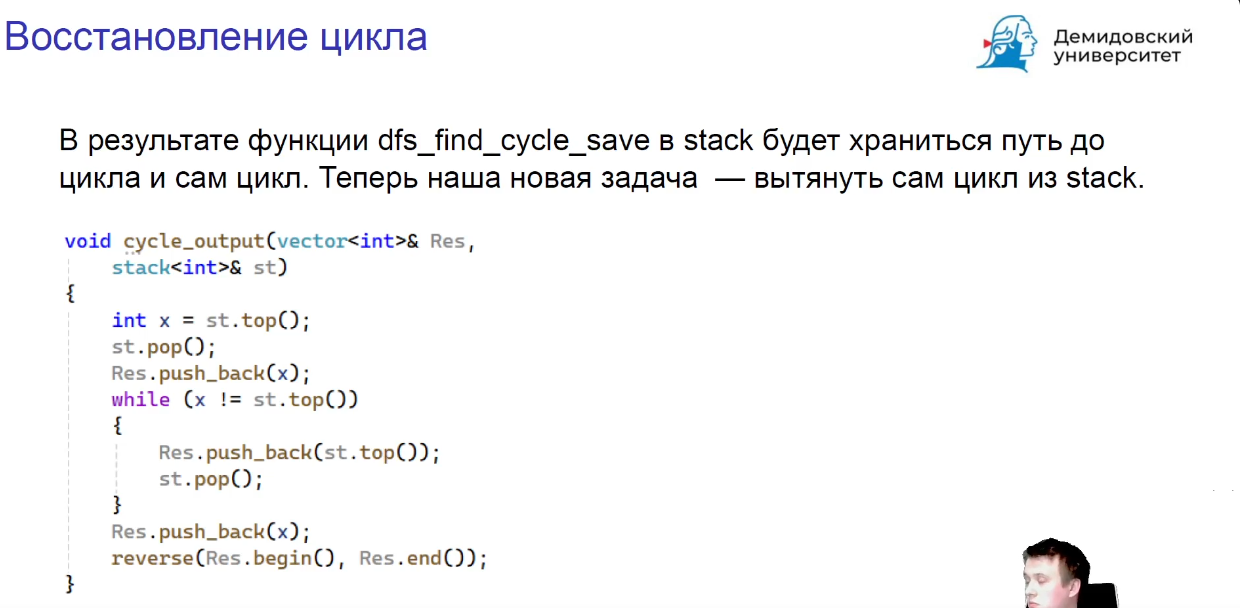 Восстановление цикла
Демидовский
университет
В результате функции dfs_find_cycle_save в stack будет храниться путь до
цикла и сам цикл. Теперь наша новая задача — вытянуть сам цикл из stack.
void cycle_output(vector<int>& Res,
stack<int>& st)
{
int x = st.top();
st.pop();
Res.push_back(x);
while (x != st.top())
{
Res.push_back(st.top());
st.pop();
}
Res.push_back(x);
reverse(Res.begin(), Res.end());
}